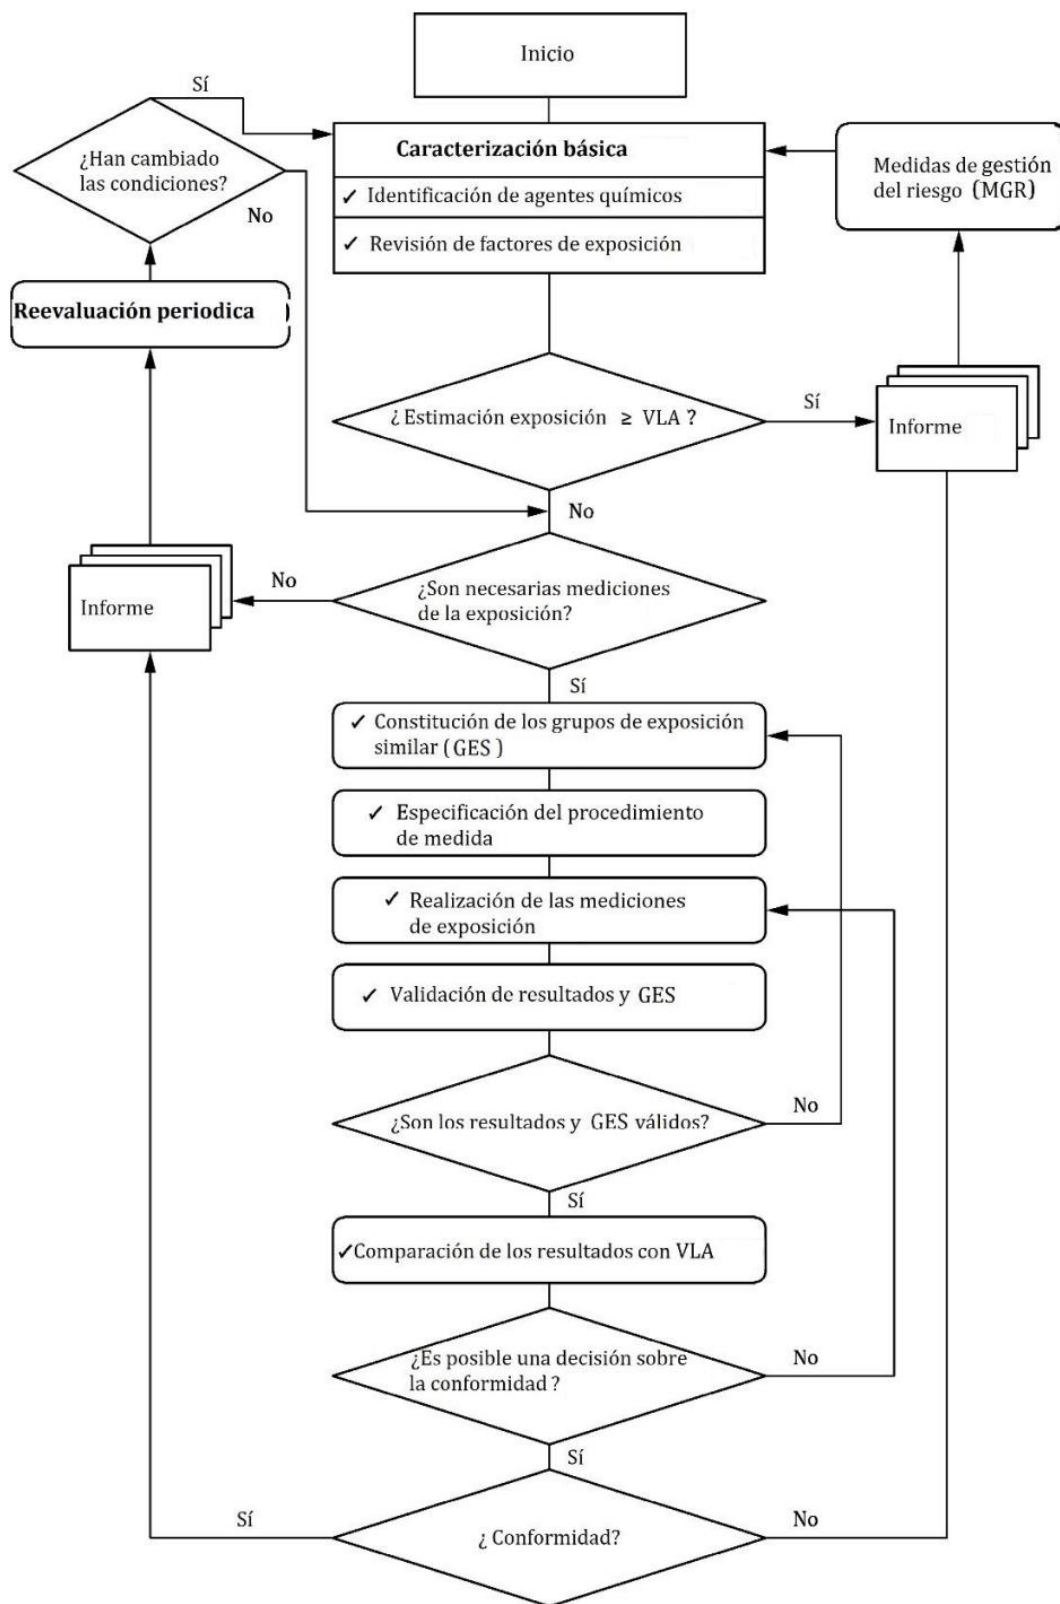 Inicio
Sí
¿Han cambiado
las condiciones?
No
Caracterización básica
✓ Identificación de agentes químicos
✓ Revisión de factores de exposición
Medidas de gestión
del riesgo (MGR)
Reevaluación periodica
¿ Estimación exposición ≥ VLA ?
Sí
Informe
No
¿Son necesarias mediciones
de la exposición?
No
Informe
Sí
✓ Constitución de los grupos de exposición
similar ( GES )
✓ Especificación del procedimiento
de medida
✓ Realización de las mediciones
de exposición
✓ Validación de resultados y GES
¿Son los resultados y GES válidos?
No
Sí
✓Comparación de los resultados con VLA
¿Es posible una decisión sobre
la conformidad ?
No
Sí
Sí
¿ Conformidad?
No